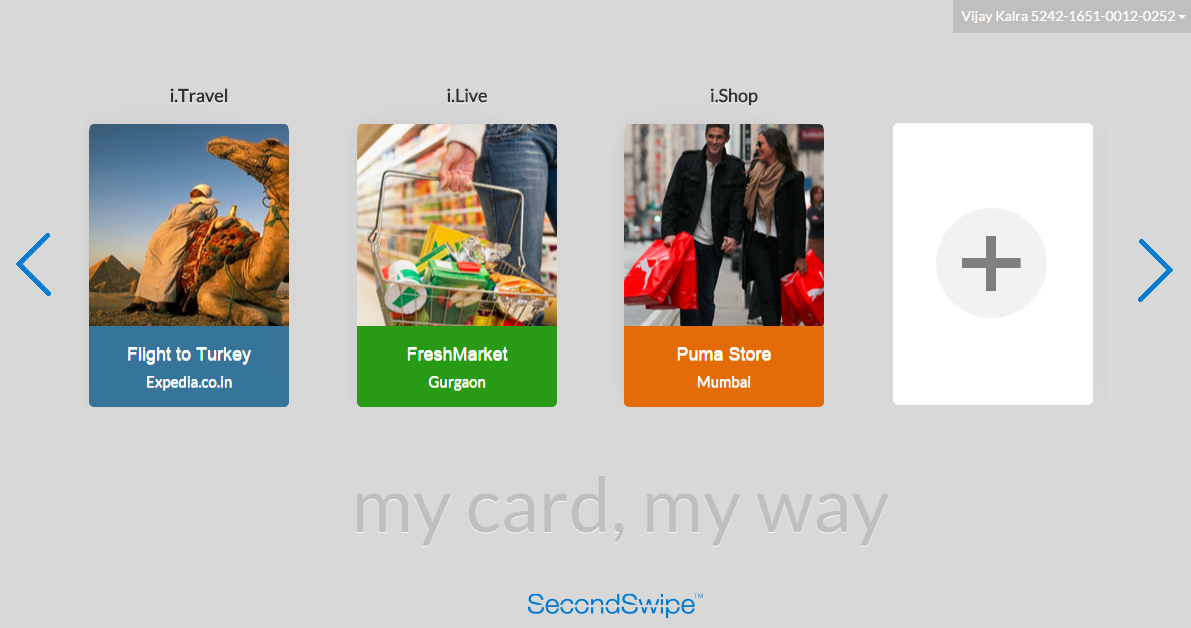 Vijay Kalra 5242-1651-0012-0252
i.Travel
i.Live
i.Shop
Flight to Turkey
Expedia.co.in
FreshMarket
Gurgaon
Puma Store
Mumbai
my card, my way
SecondSwipe™